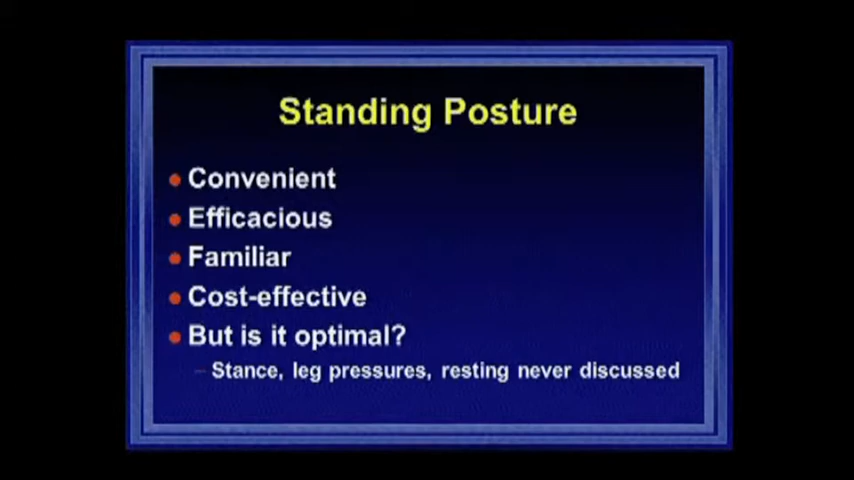 Standing Posture
• Convenient
• Efficacious
• Familiar
• Cost-effective
• But is it optimal?
– Stance, leg pressures, resting never discussed